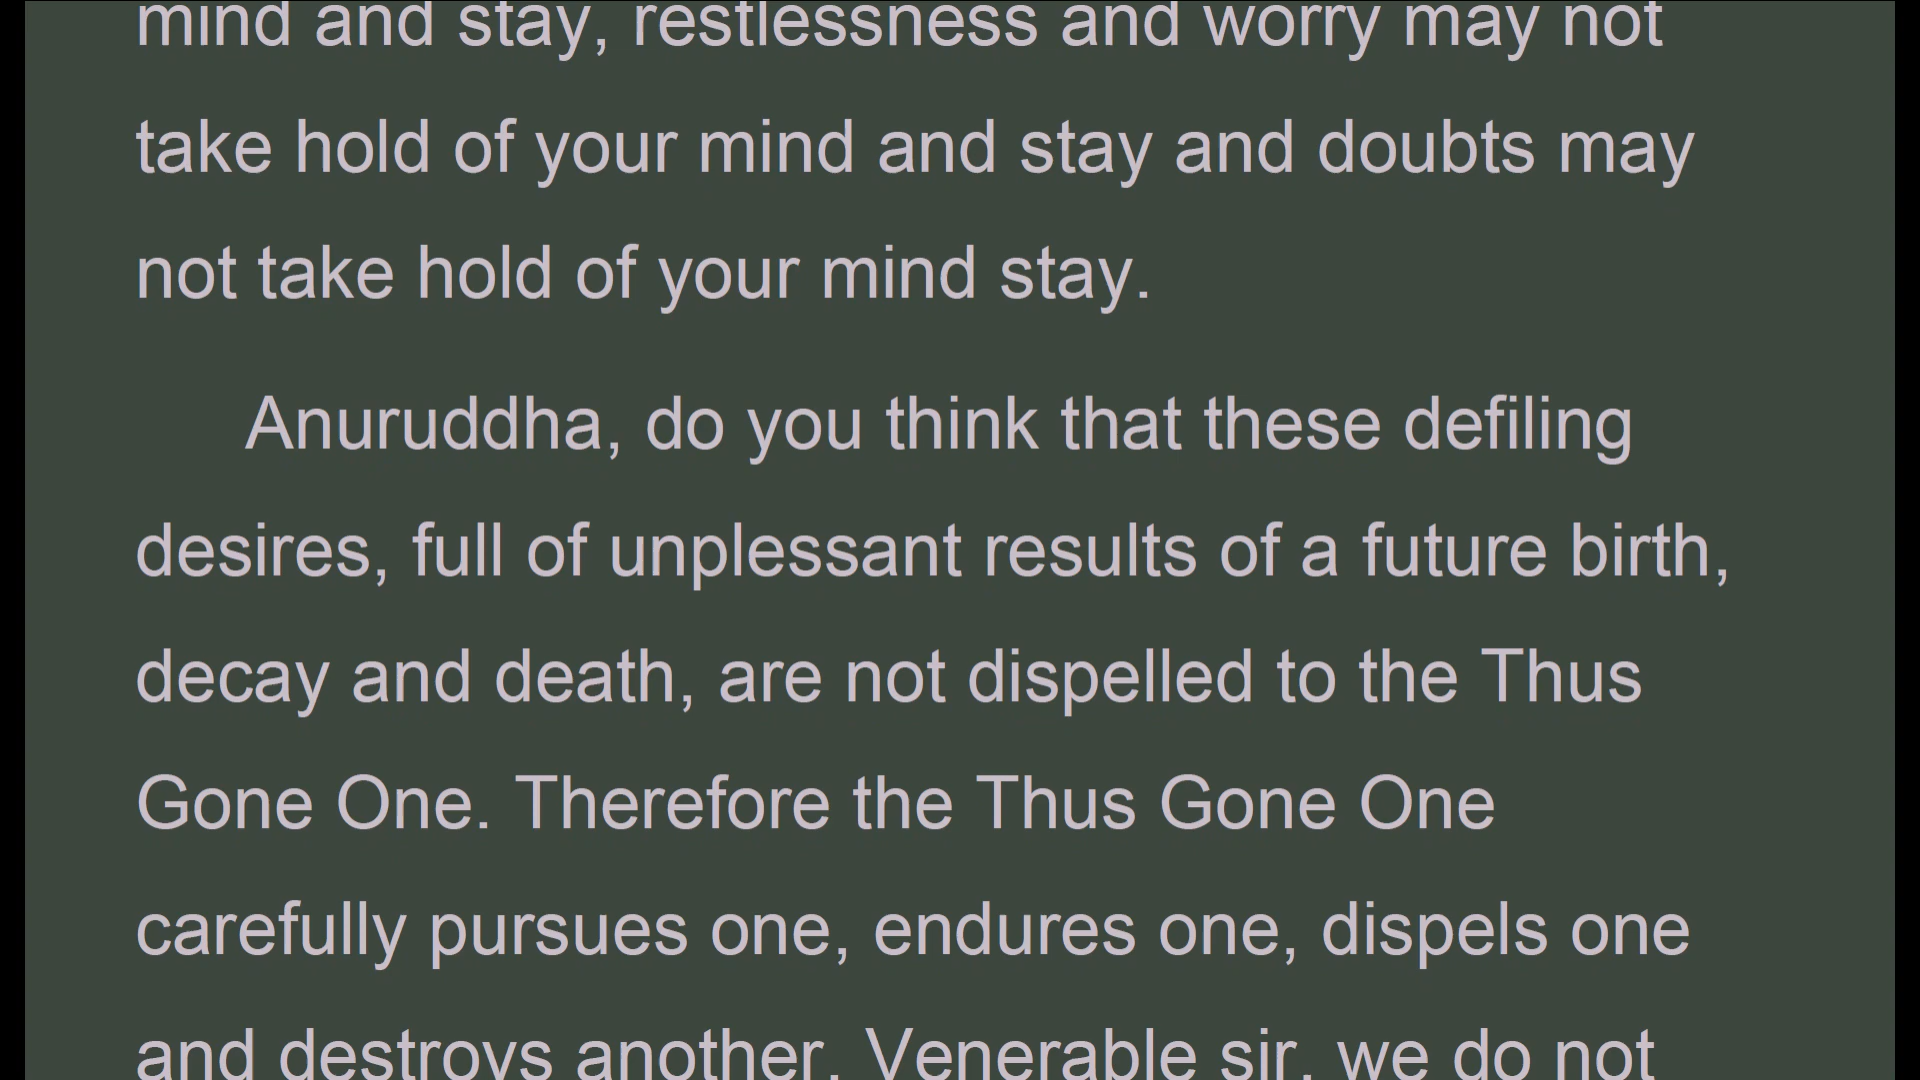 mind and stay, restlessness and worry may not
take hold of your mind and stay and doubts may
not take hold of your mind stay.
Anuruddha, do you think that these defiling
desires, full of unplessant results of a future birth,
decay and death, are not dispelled to the Thus
Gone One. Therefore the Thus Gone One
carefully pursues one, endures one, dispels one
and destroys another. Venerable sir, we do not